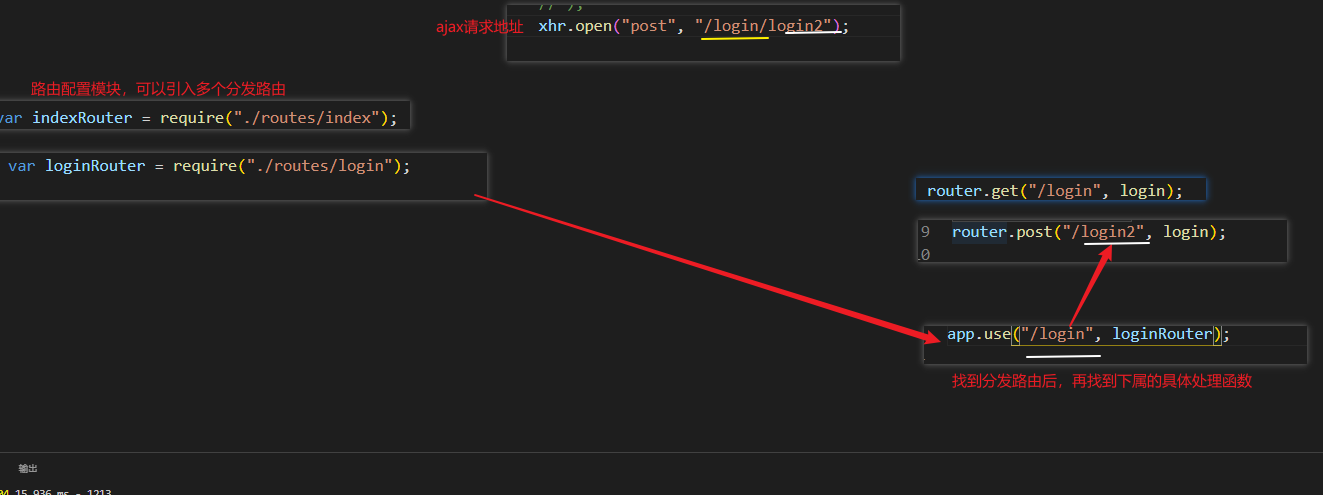 // );
ajax请求地址
xhr.open("post", "/login/login2");
路由配置模块，可以引入多个分发路由
var indexRouter = require("./routes/index");
var loginRouter = require("./routes/login");
router.get("/login", login);
9 router.post("/login2", login);
app.use("/login", loginRouter);
找到分发路由后，再找到下属的具体处理函数
输出
04 15.936 ms - 1213